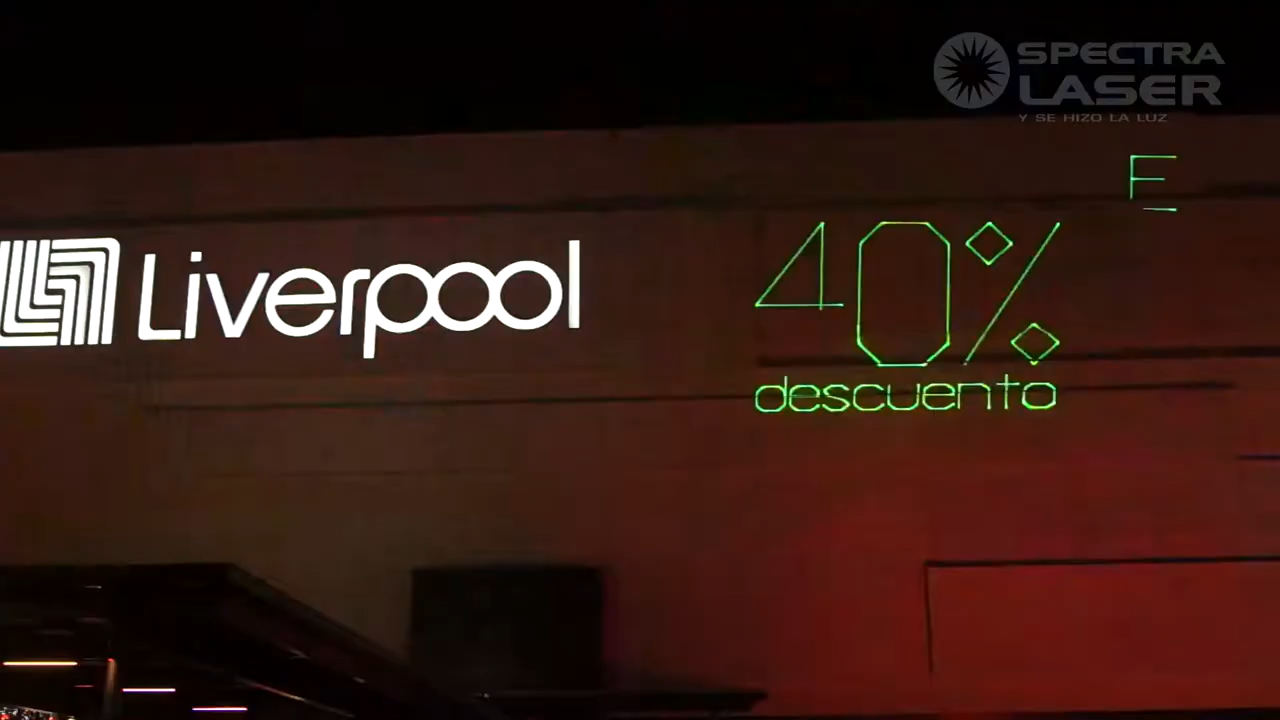 SPECTRA
LASER
Y SE HIZO LA LUZ
E
Liverpool
40%
descuento